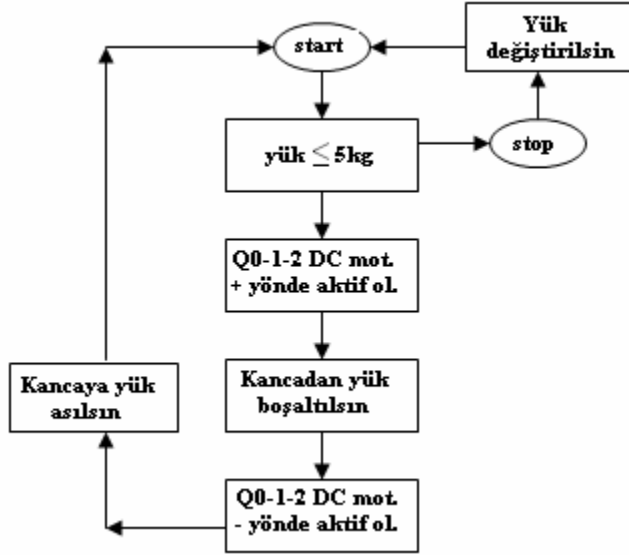 start
Yük
değiştirilsin
yük ≤ 5kg
stop
Q0-1-2 DC mot.
+ yönde aktif ol.
Kancaya yük
asılsın
Kancadan yük
boşaltılsın
Q0-1-2 DC mot.
- yönde aktif ol.